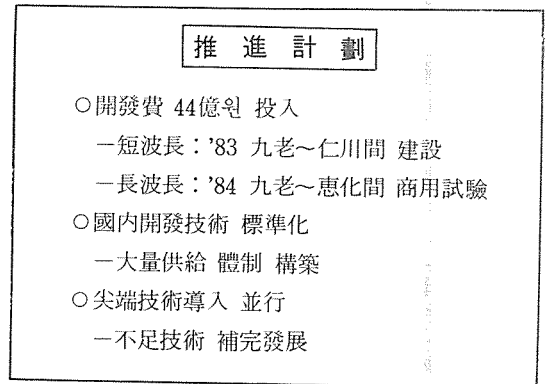 推 進 計 劃
○開發費 44億원 投入
－短波長：'83 九老～仁川間 建設
－長波長：'84 九老～惠化間 商用試驗
○國內開發技術 標準化
－大量供給 體制 構築
○尖端技術導入 並行
－不足技術 補完發展